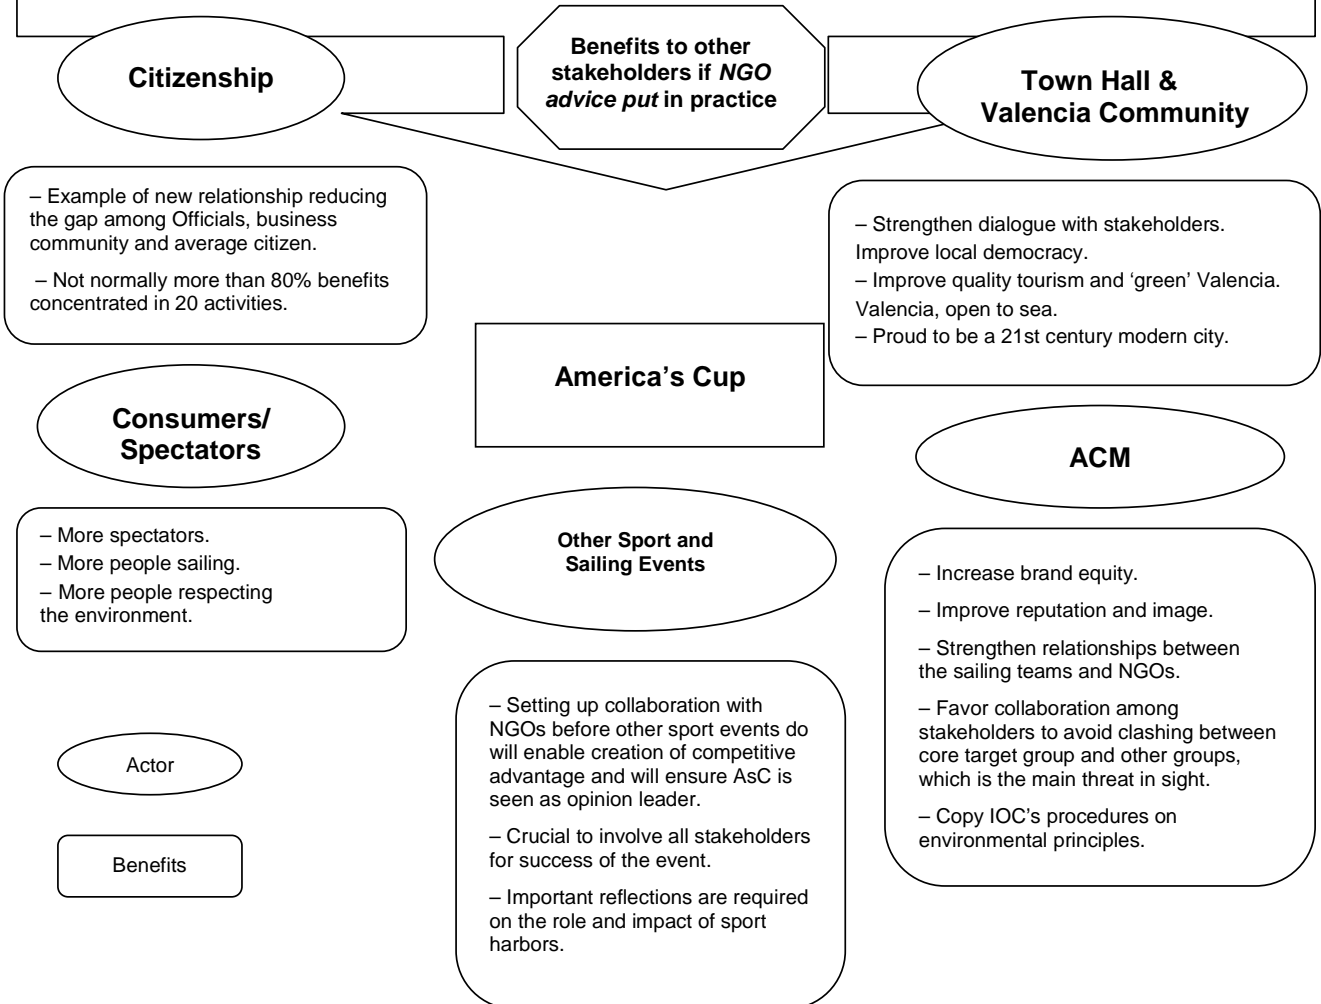 Citizenship
Benefits to other
stakeholders if NGO
advice put in practice
Town Hall &
Valencia Community
– Example of new relationship reducing
the gap among Officials, business
community and average citizen.
– Not normally more than 80% benefits
concentrated in 20 activities.
– Strengthen dialogue with stakeholders.
Improve local democracy.
– Improve quality tourism and ‘green’ Valencia.
Valencia, open to sea.
– Proud to be a 21st century modern city.
America’s Cup
Consumers/
Spectators
ACM
– More spectators.
– More people sailing.
– More people respecting
the environment.
Other Sport and
Sailing Events
– Increase brand equity.
– Improve reputation and image.
– Strengthen relationships between
the sailing teams and NGOs.
– Favor collaboration among
stakeholders to avoid clashing between
core target group and other groups,
which is the main threat in sight.
– Copy IOC’s procedures on
environmental principles.
– Setting up collaboration with
NGOs before other sport events do
will enable creation of competitive
advantage and will ensure AsC is
seen as opinion leader.
– Crucial to involve all stakeholders
for success of the event.
– Important reflections are required
on the role and impact of sport
harbors.
Actor
Benefits